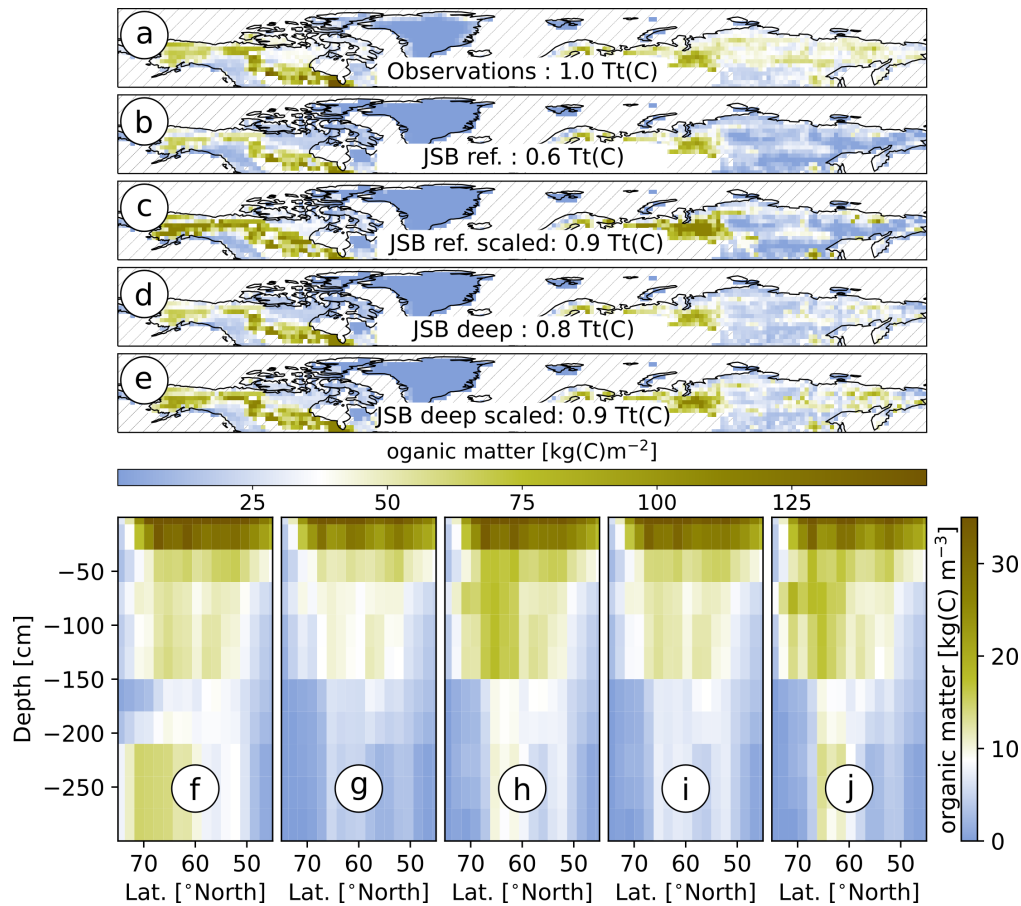 a
Observations : 1.0 Tt(C)
b
JSB ref. : 0.6 Tt(C)
c
JSB ref. scaled: 0.9 Tt(C)
d
JSB deep : 0.8 Tt(C)
e
JSB deep scaled: 0.9 Tt(C)
oganic matter [kg(C)m⁻²]
25 50 75 100 125
Depth [cm]
−50
−100
−150
−200
−250
f g h i j
70 60 50 70 60 50 70 60 50 70 60 50 70 60 50
Lat. [°North] Lat. [°North] Lat. [°North] Lat. [°North] Lat. [°North]
30
20
10
0
organic matter [kg(C) m⁻³]